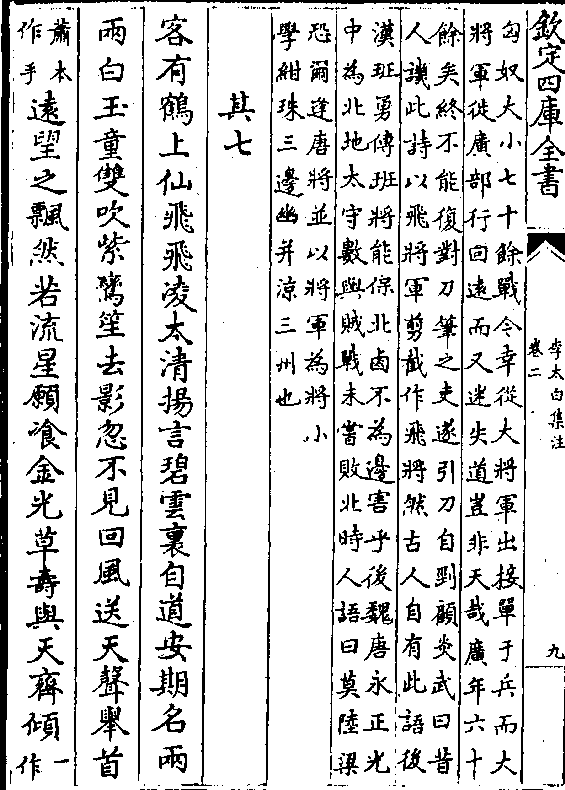 欽定四庫全書
李太白集注
卷二
九
匈奴大小七十餘戰今幸從大將軍出接單于兵而大
將軍徙廣部行回遠而又迷失道豈非天哉廣年六十
餘矣終不能復對刀筆之吏遂引刀自剄顧炎武曰昔
人譏此詩以飛將軍剪截作飛將然古人自有此語後
漢班勇傳班將能保北鹵不為邊害乎後魏唐永正光
中為北地太守數與賊戰未嘗敗北時人語曰莫陸梁
恐爾逢唐將並以將軍為將小
學紺珠三邊幽并涼三州也
其七
客有鶴上仙飛飛凌太清揚言碧雲裏自道安期名兩
兩白玉童雙吹紫鸞笙去影忽不見回風送天聲舉首
蕭本作手遠望之飄然若流星願飡金光草壽與天齊傾一作